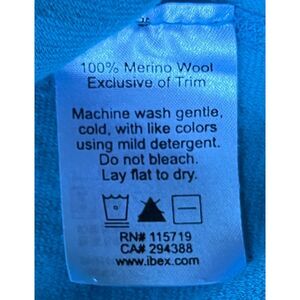 100% Merino Wool
Exclusive of Trim
Machine wash gentle,
cold, with like colors
using mild detergent.
Do not bleach.
Lay flat to dry.
RN# 115719
CA# 294388
www.ibex.com